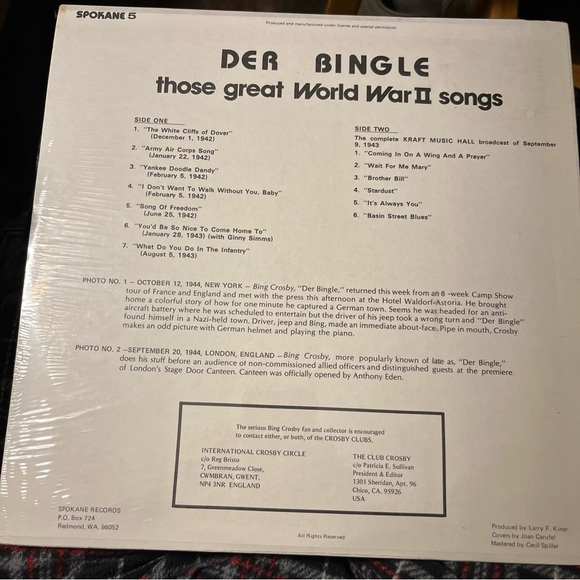 SPOKANE 5
Produced and manufactured under license and special permission
DER BINGLE
those great World War II songs
SIDE ONE
1. "The White Cliffs of Dover"
(December 1, 1942)
2. "Army Air Corps Song"
(January 22, 1942)
3. "Yankee Doodle Dandy"
(February 5, 1942)
4. "I Don't Want To Walk Without You, Baby"
(February 5, 1942)
5. "Song Of Freedom"
(June 25, 1942)
6. "You'd Be So Nice To Come Home To"
(January 28, 1943) (with Ginny Simms)
7. "What Do You Do In The Infantry"
(August 5, 1943)
SIDE TWO
The complete KRAFT MUSIC HALL broadcast of September
9, 1943
1. "Coming In On A Wing And A Prayer"
2. "Wait For Me Mary"
3. "Brother Bill"
4. "Stardust"
5. "It's Always You"
6. "Basin Street Blues"
PHOTO NO. 1 – OCTOBER 12, 1944, NEW YORK – Bing Crosby, "Der Bingle," returned this week from an 8 -week Camp Show
tour of France and England and met with the press this afternoon at the Hotel Waldorf-Astoria. He brought
home a colorful story of how for one minute he captured a German town. Seems he was headed for an anti-
aircraft battery where he was scheduled to entertain but the driver of his jeep took a wrong turn and "Der Bingle"
found himself in a Nazi-held town. Driver, jeep and Bing, made an immediate about-face. Pipe in mouth, Crosby
makes an odd picture with German helmet and playing the piano.
PHOTO NO. 2 –SEPTEMBER 20, 1944, LONDON, ENGLAND –Bing Crosby, more popularly known of late as, "Der Bingle,"
does his stuff before an audience of non-commissioned allied officers and distinguished guests at the premiere
of London's Stage Door Canteen. Canteen was officially opened by Anthony Eden.
The serious Bing Crosby fan and collector is encouraged
to contact either, or both, of the CROSBY CLUBS.
INTERNATIONAL CROSBY CIRCLE
c/o Reg Bristo
7, Greenmeadow Close,
CWMBRAN, GWENT.
NP4 3NR ENGLAND
THE CLUB CROSBY
c/o Patricia E. Sullivan
President & Editor
1301 Sheridan, Apt. 96
Chico, CA. 95926
USA
SPOKANE RECORDS
P.O. Box 724
Redmond, WA. 98052
All Rights Reserved
Produced by Larry F. Kiner
Covers by Joan Carufel
Mastered by Cecil Spiller